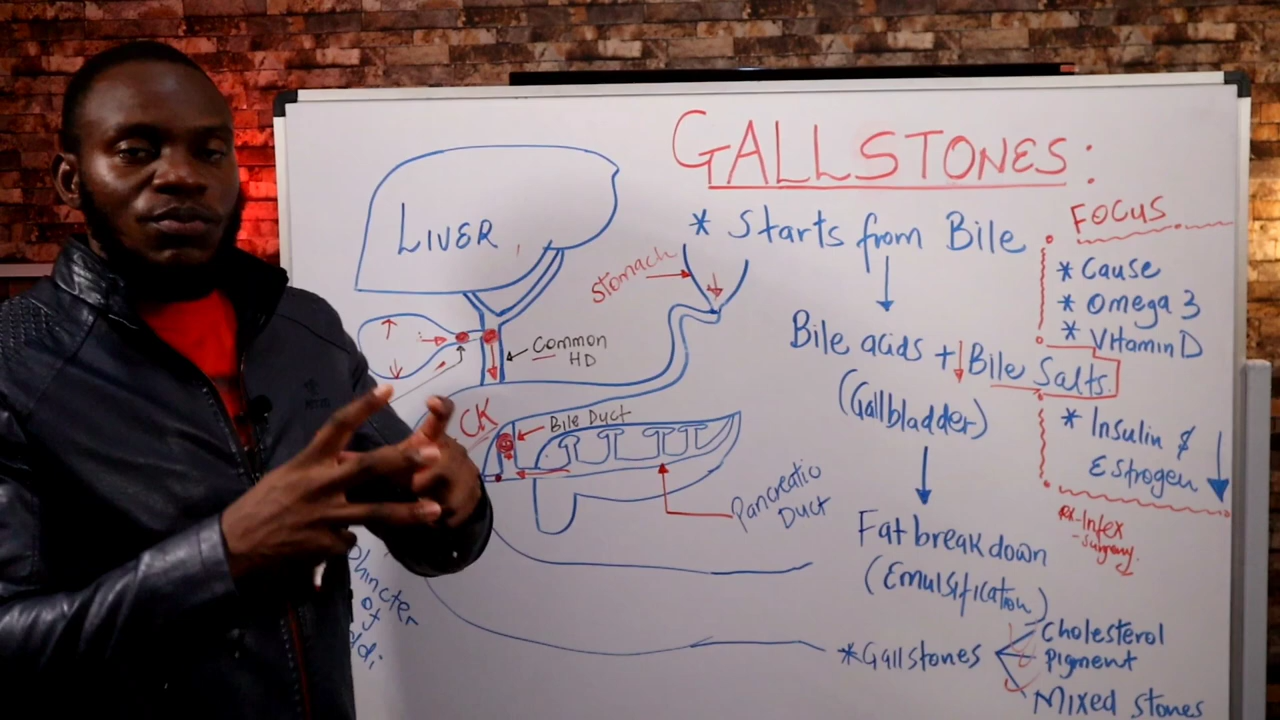 GALLSTONES:
* Starts from Bile
Bile acids + Bile Salts.
(Gallbladder)
Fat breakdown
(Emulsification)
*Gallstones
Cholesterol
Pigment
Mixed stones
FOCUS
* Cause
* Omega 3
* Vitamin D
* Insulin &
Estrogen
-Surgery.
LIVER
Stomach
Common
HD
CK
Bile Duct
Pancreatic
Duct